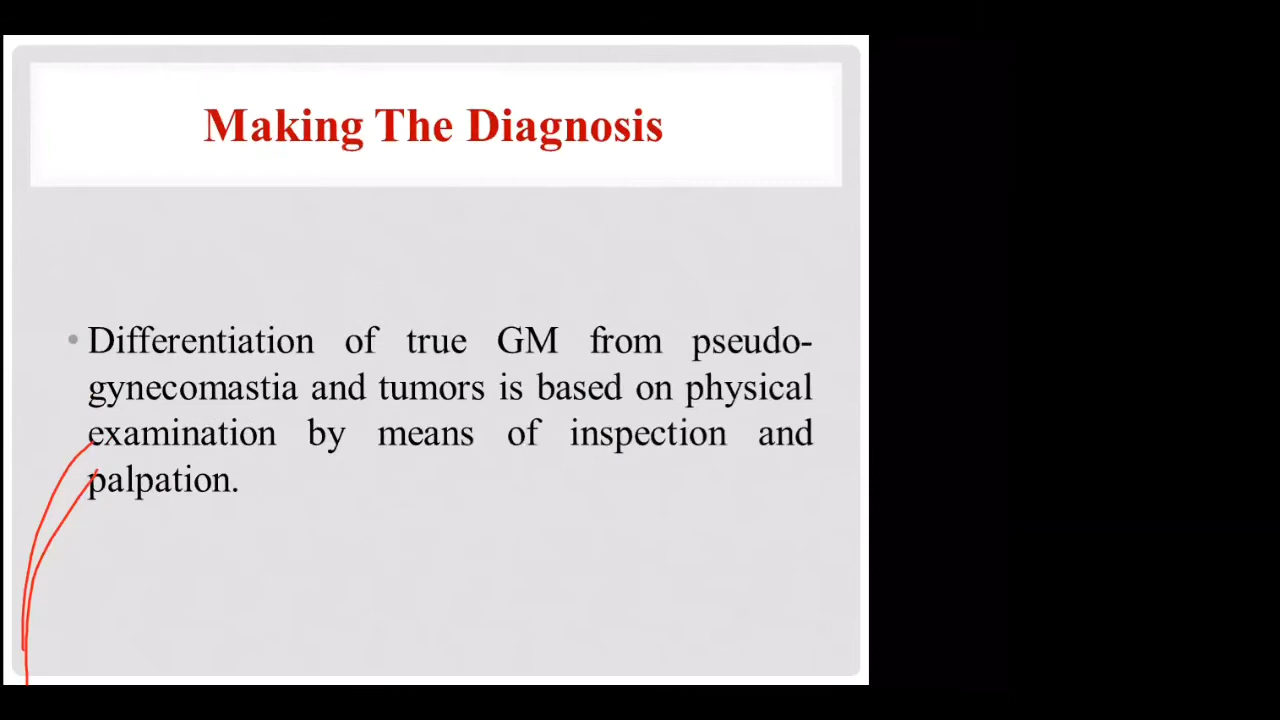 Making The Diagnosis
• Differentiation of true GM from pseudo-
gynecomastia and tumors is based on physical
examination by means of inspection and
palpation.